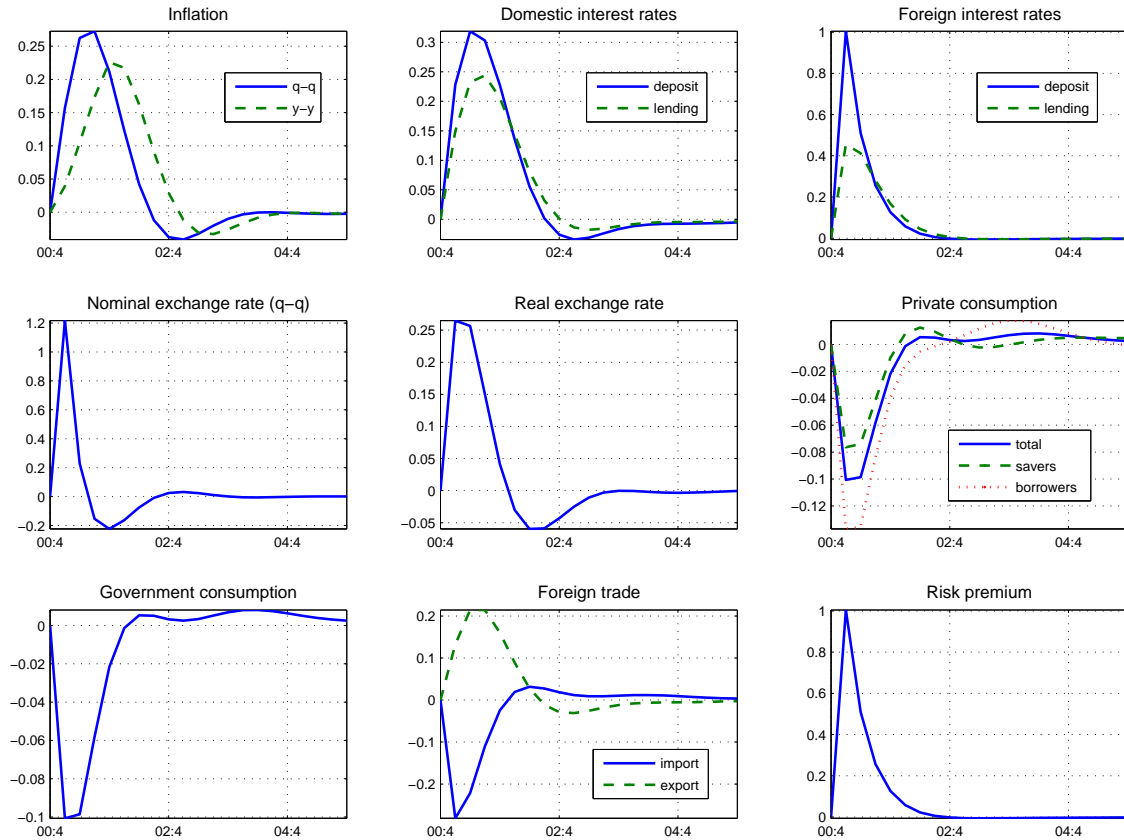 Inflation
0.25
0.2
0.15
0.1
0.05
0
q−q
y−y
00:4 02:4 04:4
Domestic interest rates
0.3
0.25
0.2
0.15
0.1
0.05
0
deposit
lending
00:4 02:4 04:4
Foreign interest rates
1
0.8
0.6
0.4
0.2
0
deposit
lending
00:4 02:4 04:4
Nominal exchange rate (q−q)
1.2
1
0.8
0.6
0.4
0.2
0
−0.2
00:4 02:4 04:4
Real exchange rate
0.25
0.2
0.15
0.1
0.05
0
−0.05
00:4 02:4 04:4
Private consumption
0
−0.02
−0.04
−0.06
−0.08
−0.1
−0.12
total
savers
borrowers
00:4 02:4 04:4
Government consumption
0
−0.02
−0.04
−0.06
−0.08
−0.1
00:4 02:4 04:4
Foreign trade
0.2
0.1
0
−0.1
−0.2
import
export
00:4 02:4 04:4
Risk premium
1
0.8
0.6
0.4
0.2
0
00:4 02:4 04:4